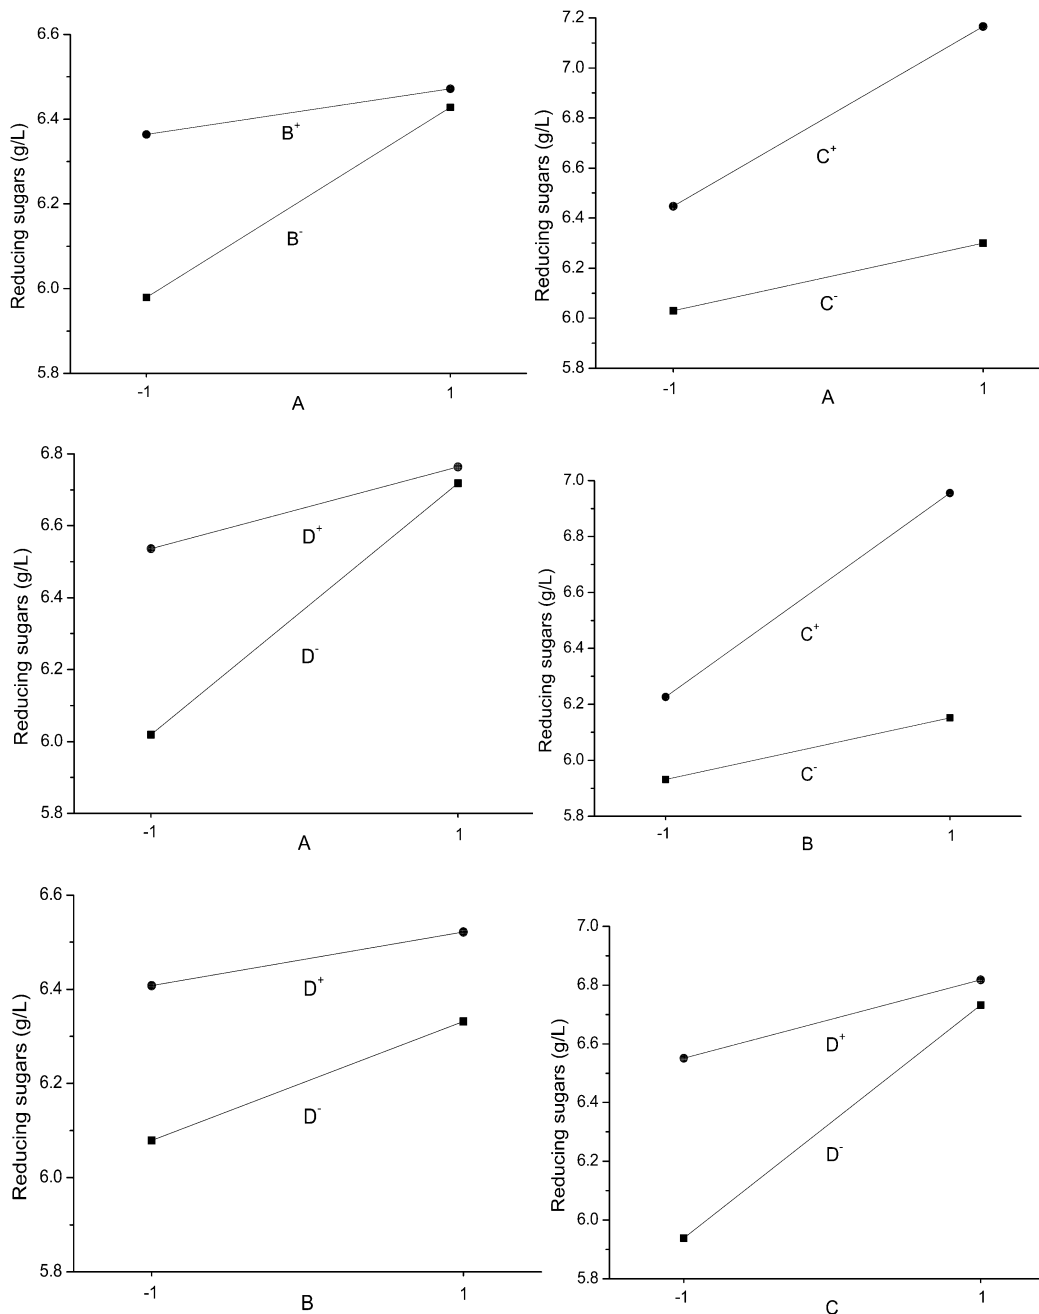 6.6
6.4
6.2
6.0
5.8
Reducing sugars (g/L)
B⁺
B⁻
-1
1
A
7.2
7.0
6.8
6.6
6.4
6.2
6.0
5.8
Reducing sugars (g/L)
C⁺
C⁻
-1
1
A
6.8
6.6
6.4
6.2
6.0
5.8
Reducing sugars (g/L)
D⁺
D⁻
-1
1
A
7.0
6.8
6.6
6.4
6.2
6.0
5.8
Reducing sugars (g/L)
C⁺
C⁻
-1
1
B
6.6
6.4
6.2
6.0
5.8
Reducing sugars (g/L)
D⁺
D⁻
-1
1
B
7.0
6.8
6.6
6.4
6.2
6.0
5.8
Reducing sugars (g/L)
D⁺
D⁻
-1
1
C